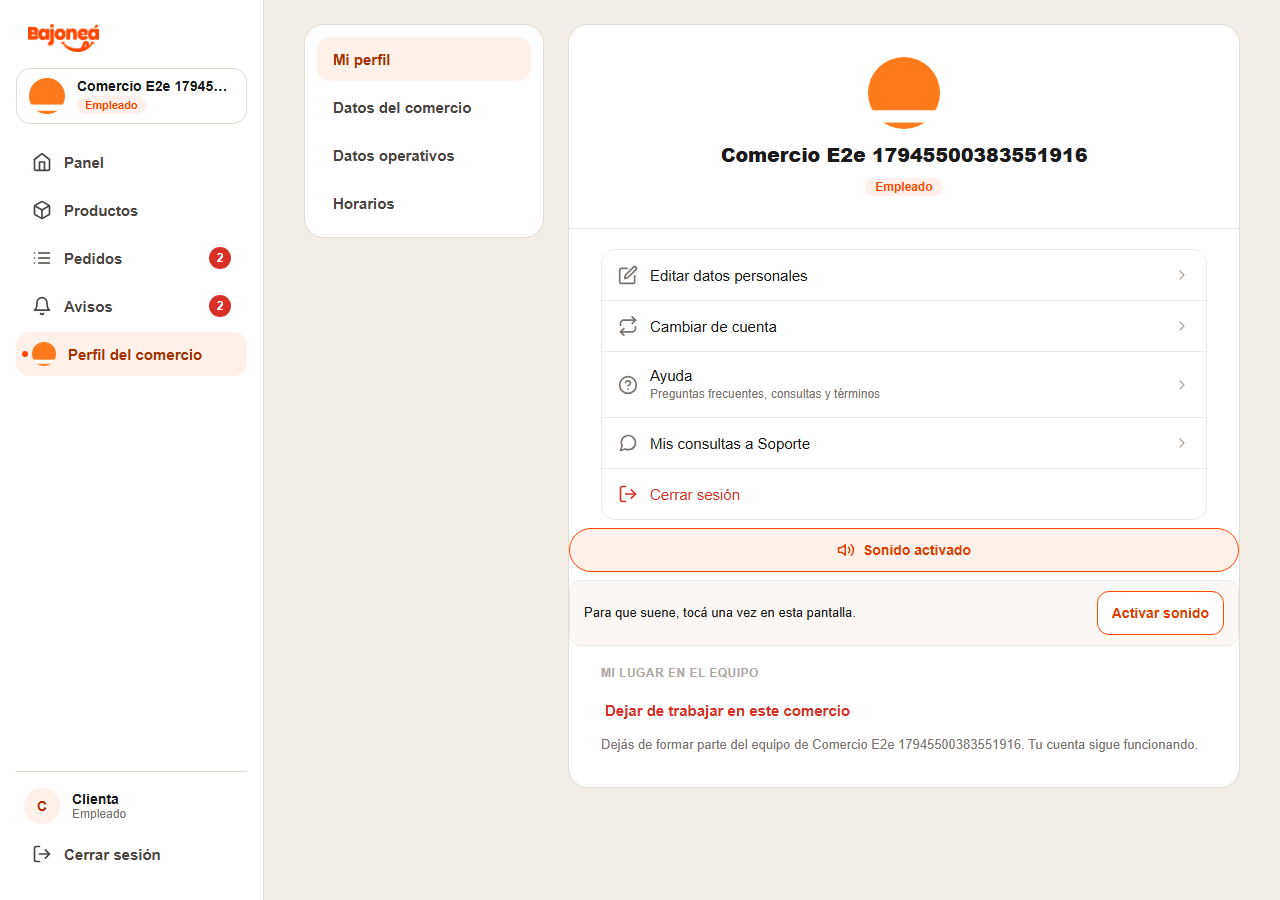 Bajoneá
Comercio E2e 17945…
Empleado
Panel
Productos
Pedidos 2
Avisos 2
Perfil del comercio
Clienta
Empleado
Cerrar sesión
Mi perfil
Datos del comercio
Datos operativos
Horarios
Comercio E2e 17945500383551916
Empleado
Editar datos personales
Cambiar de cuenta
Ayuda
Preguntas frecuentes, consultas y términos
Mis consultas a Soporte
Cerrar sesión
Sonido activado
Para que suene, tocá una vez en esta pantalla.
Activar sonido
MI LUGAR EN EL EQUIPO
Dejar de trabajar en este comercio
Dejás de formar parte del equipo de Comercio E2e 17945500383551916. Tu cuenta sigue funcionando.
C